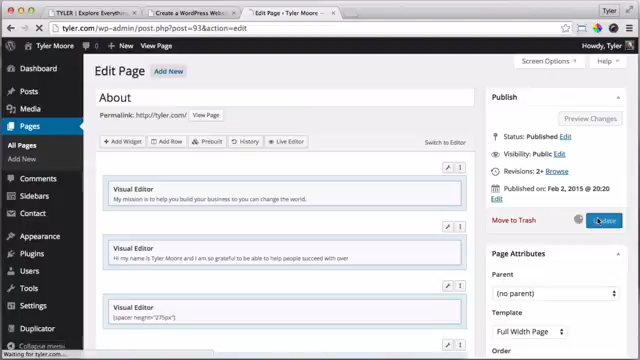 TYLER | Explore Everythin
Create a WordPress Websi
Edit Page ‹ Tyler Moore —
Tyler
tyler.com/wp-admin/post.php?post=93&action=edit
Tyler Moore
New
View Page
Howdy, Tyler
Dashboard
Posts
Media
Pages
All Pages
Add New
Comments
Sidebars
Contact
Appearance
Plugins
Users
Tools
Settings
Duplicator
Collapse menu
Waiting for tyler.com...
Screen Options
Help
Edit Page
Add New
About
Permalink: http://tyler.com/
View Page
Add Widget
Add Row
Prebuilt
History
Live Editor
Switch to Editor
Visual Editor
My mission is to help you build your business so you can change the world.
Visual Editor
Hi my name is Tyler Moore and I am so grateful to be able to help people succeed with over
Visual Editor
[spacer height="275px"]
Publish
Preview Changes
Status: Published Edit
Visibility: Public Edit
Revisions: 2+ Browse
Published on: Feb 2, 2015 @ 20:20
Edit
Move to Trash
Update
Page Attributes
Parent
(no parent)
Template
Full Width Page
Order